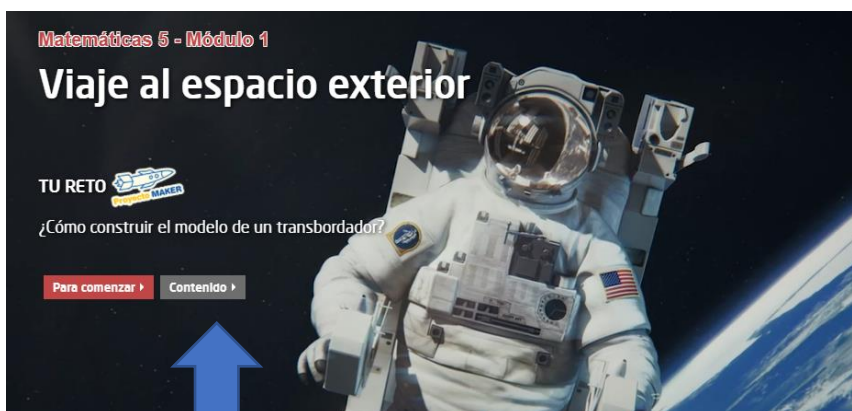 Matemáticas 5 - Módulo 1
Viaje al espacio exterior
TU RETO Proyecto MAKER
¿Cómo construir el modelo de un transbordador?
Para comenzar Contenido